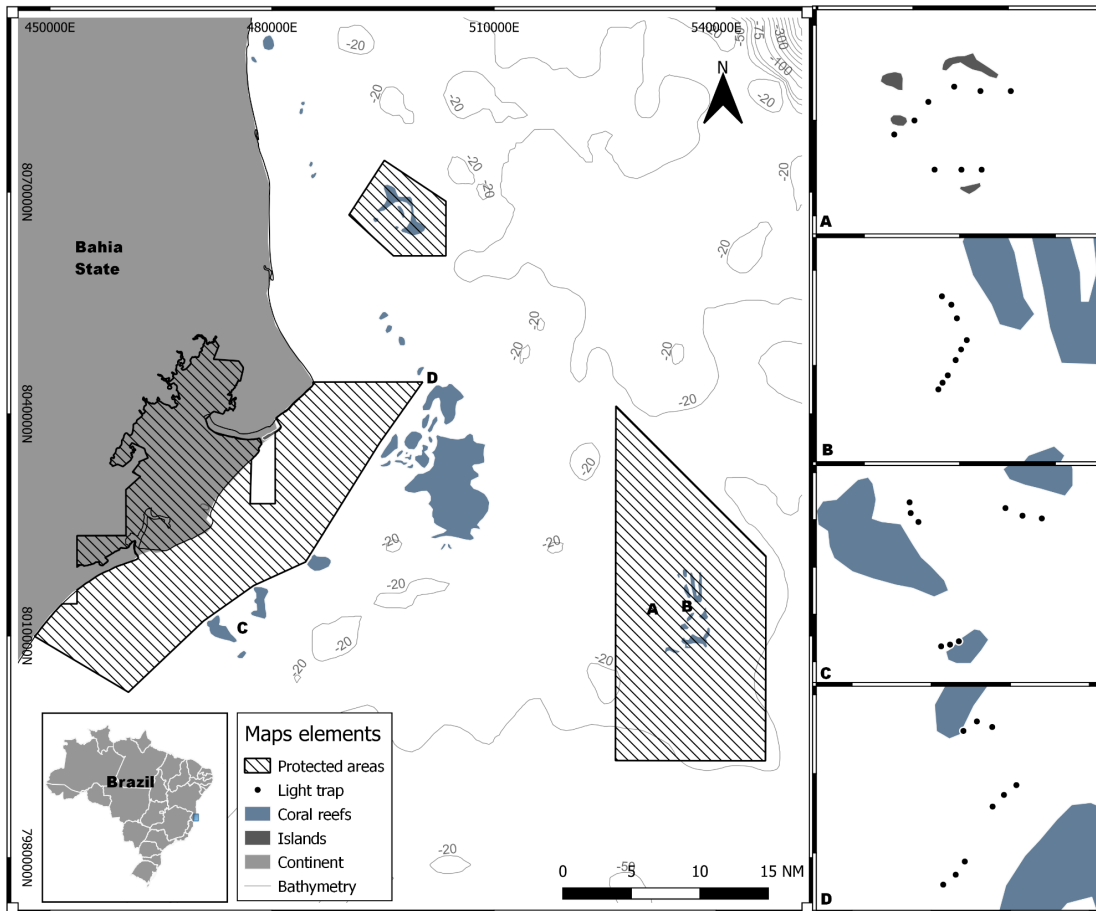 450000E
480000E
510000E
540000E
-20
-50
-75
-300
-100
N
-20
-20
-20
-20
-20
-20
8070000N
Bahia
State
-20
-20
-20
-20
-20
D
8040000N
-20
-20
-20
-20
A
B
C
8010000N
-20
-20
-20
-20
Brazil
Maps elements
Protected areas
Light trap
Coral reefs
Islands
Continent
Bathymetry
7980000N
-20
-50
0
5
10
15 NM
A
B
C
D